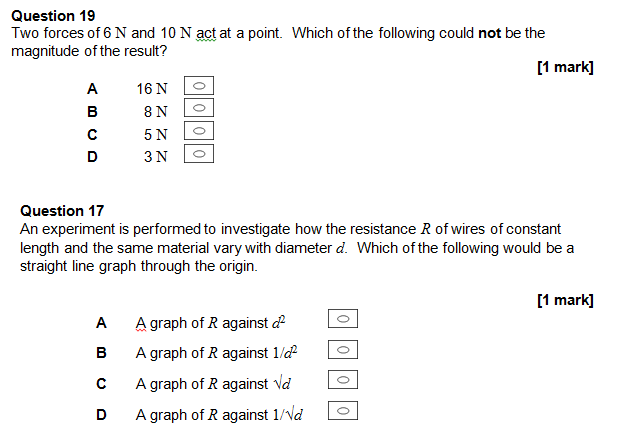 Question 19
Two forces of 6 N and 10 N act at a point. Which of the following could not be the
magnitude of the result?
[1 mark]
A 16 N
B 8 N
C 5 N
D 3 N
Question 17
An experiment is performed to investigate how the resistance R of wires of constant
length and the same material vary with diameter d. Which of the following would be a
straight line graph through the origin.
[1 mark]
A A graph of R against d²
B A graph of R against 1/d²
C A graph of R against √d
D A graph of R against 1/√d